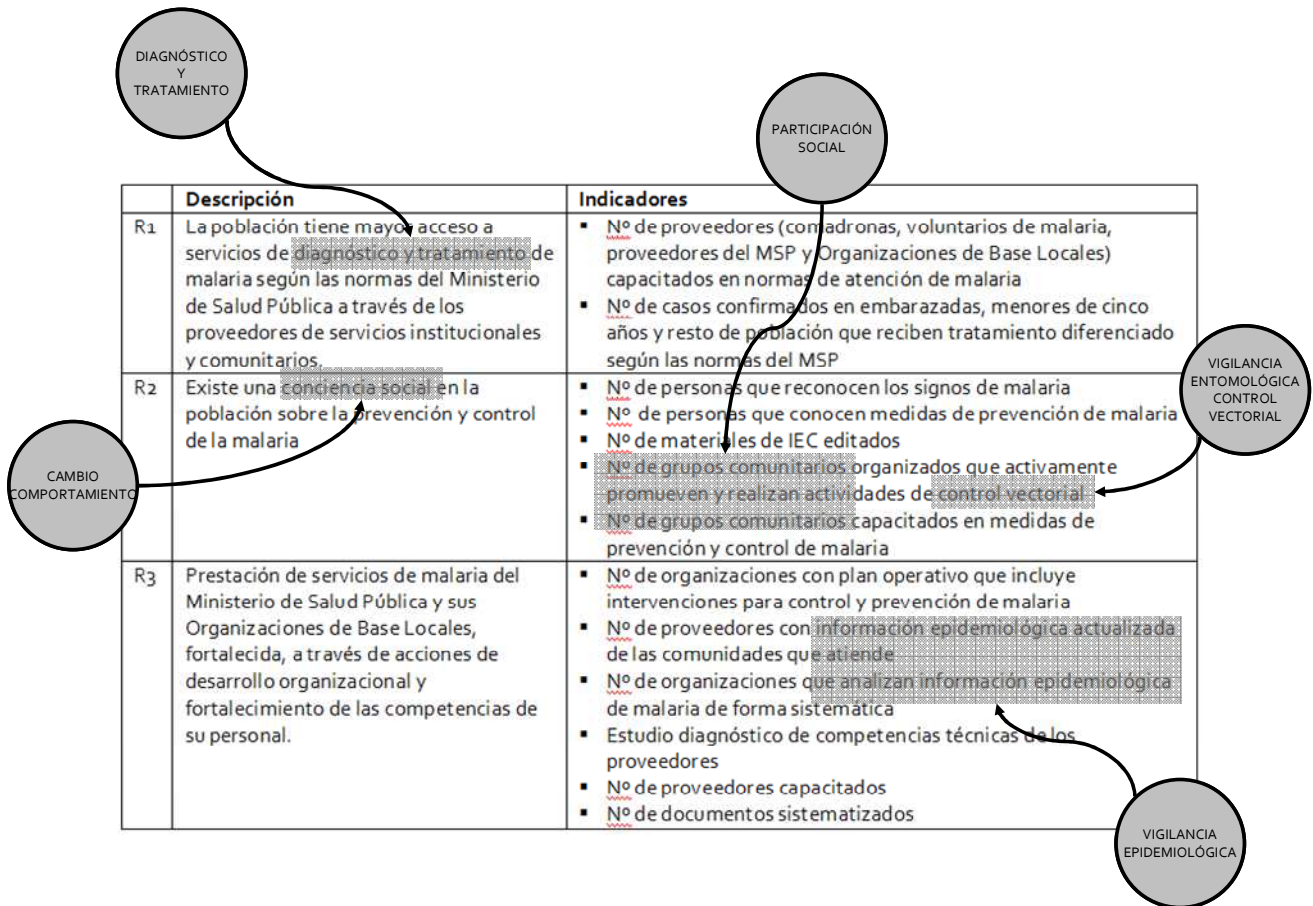 DIAGNÓSTICO
Y
TRATAMIENTO
PARTICIPACIÓN
SOCIAL
Descripción
Indicadores
R1
La población tiene mayor acceso a
servicios de diagnóstico y tratamiento de
malaria según las normas del Ministerio
de Salud Pública a través de los
proveedores de servicios institucionales
y comunitarios.
▪ Nº de proveedores (comadronas, voluntarios de malaria,
proveedores del MSP y Organizaciones de Base Locales)
capacitados en normas de atención de malaria
▪ Nº de casos confirmados en embarazadas, menores de cinco
años y resto de población que reciben tratamiento diferenciado
según las normas del MSP
VIGILANCIA
ENTOMOLÓGICA
CONTROL
VECTORIAL
R2
Existe una conciencia social en la
población sobre la prevención y control
de la malaria
▪ Nº de personas que reconocen los signos de malaria
▪ Nº de personas que conocen medidas de prevención de malaria
▪ Nº de materiales de IEC editados
▪ Nº de grupos comunitarios organizados que activamente
promueven y realizan actividades de control vectorial
▪ Nº de grupos comunitarios capacitados en medidas de
prevención y control de malaria
CAMBIO
COMPORTAMIENTO
R3
Prestación de servicios de malaria del
Ministerio de Salud Pública y sus
Organizaciones de Base Locales,
fortalecida, a través de acciones de
desarrollo organizacional y
fortalecimiento de las competencias de
su personal.
▪ Nº de organizaciones con plan operativo que incluye
intervenciones para control y prevención de malaria
▪ Nº de proveedores con información epidemiológica actualizada
de las comunidades que atiende
▪ Nº de organizaciones que analizan información epidemiológica
de malaria de forma sistemática
▪ Estudio diagnóstico de competencias técnicas de los
proveedores
▪ Nº de proveedores capacitados
▪ Nº de documentos sistematizados
VIGILANCIA
EPIDEMIOLÓGICA